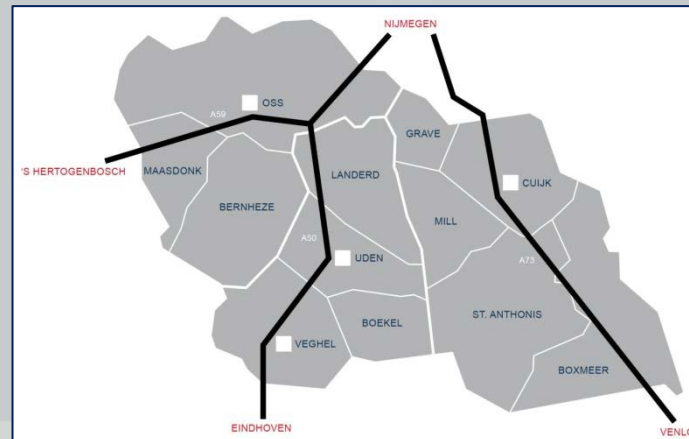 NIJMEGEN
OSS
A59
GRAVE
'S HERTOGENBOSCH
MAASDONK
LANDERD
CUIJK
BERNHEZE
MILL
A50
UDEN
A73
ST. ANTHONIS
BOEKEL
VEGHEL
BOXMEER
EINDHOVEN
VENLO